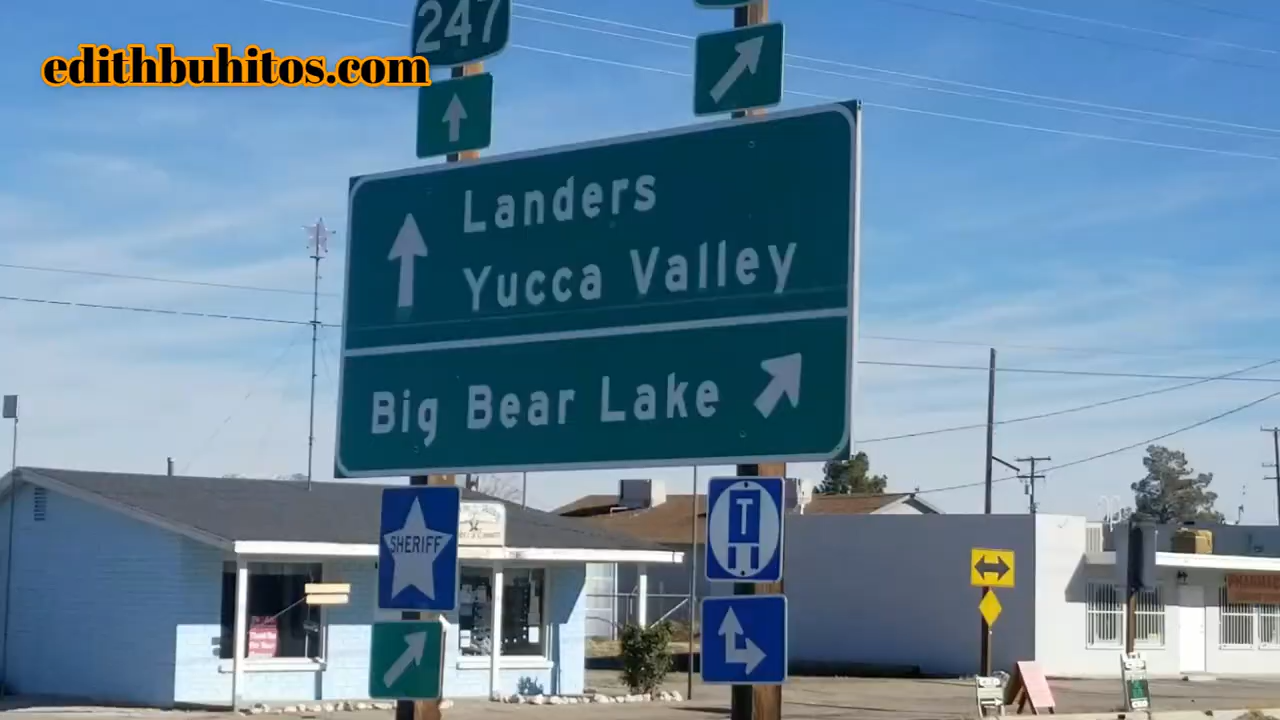 247
edithbuhitos.com
Landers
Yucca Valley
Big Bear Lake
SHERIFF
T